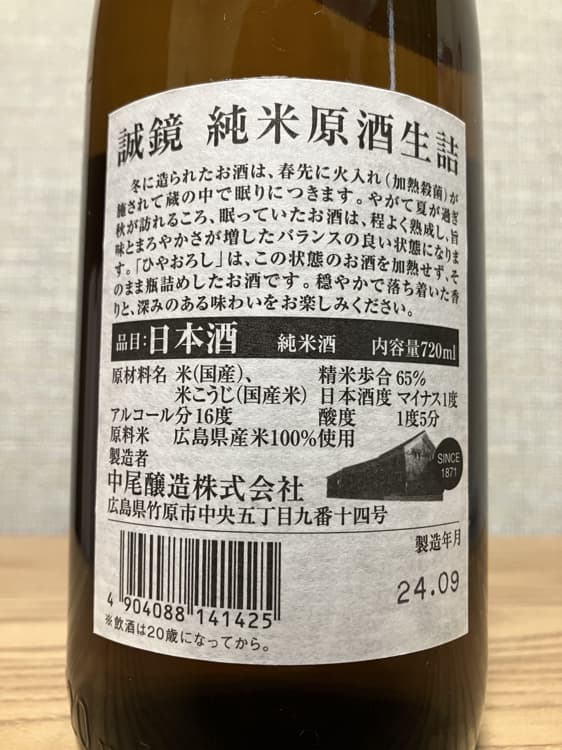 誠鏡 純米原酒生詰
冬に造られたお酒は、春先に火入れ(加熱殺菌)が
施されて蔵の中で眠りにつきます。やがて夏が過ぎ
秋が訪れるころ、眠っていたお酒は、程よく熟成し、旨
味とまろやかさが増したバランスの良い状態になりま
す。「ひやおろし」は、この状態のお酒を加熱せず、そ
のまま瓶詰めしたお酒です。穏やかで落ち着いた香
りと、深みのある味わいをお楽しみください。
品目:日本酒 純米酒 内容量720ml
原材料名 米(国産)、 精米歩合 65%
米こうじ(国産米) 日本酒度 マイナス1度
アルコール分 16度 酸度 1度5分
原料米 広島県産米100%使用
製造者
SINCE
1871
中尾醸造株式会社
広島県竹原市中央五丁目九番十四号
製造年月
24.09
4 904088 141425
※飲酒は20歳になってから。